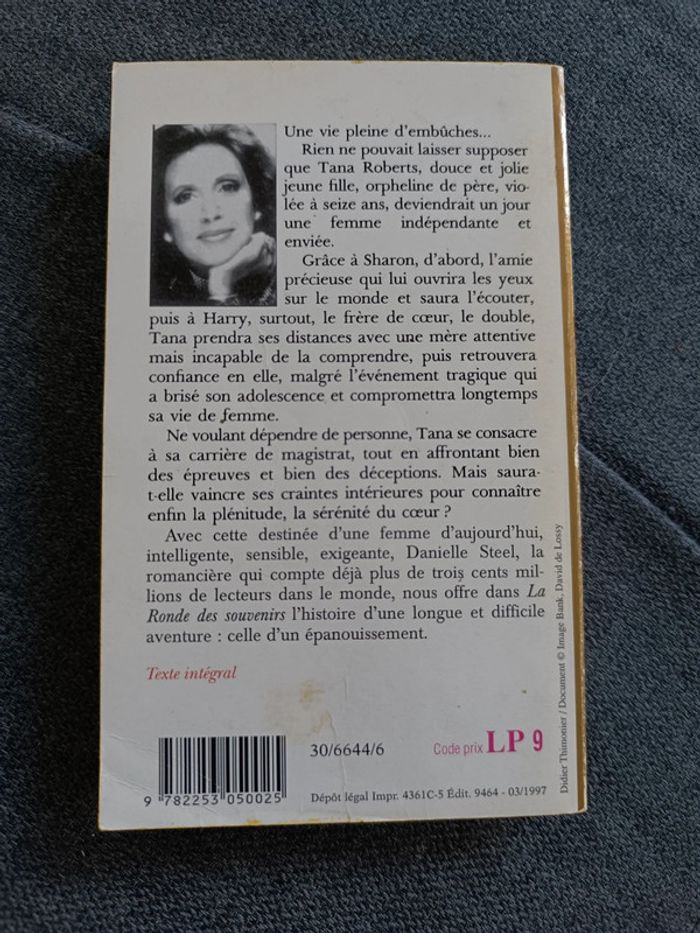 Une vie pleine d'embûches...
Rien ne pouvait laisser supposer
que Tana Roberts, douce et jolie
jeune fille, orpheline de père, vio-
lée à seize ans, deviendrait un jour
une femme indépendante et
enviée.
Grâce à Sharon, d'abord, l'amie
précieuse qui lui ouvrira les yeux
sur le monde et saura l'écouter,
puis à Harry, surtout, le frère de cœur, le double,
Tana prendra ses distances avec une mère attentive
mais incapable de la comprendre, puis retrouvera
confiance en elle, malgré l'événement tragique qui
a brisé son adolescence et compromettra longtemps
sa vie de femme.
Ne voulant dépendre de personne, Tana se consacre
à sa carrière de magistrat, tout en affrontant bien
des épreuves et bien des déceptions. Mais saura-
t-elle vaincre ses craintes intérieures pour connaître
enfin la plénitude, la sérénité du cœur ?
Avec cette destinée d'une femme d'aujourd'hui,
intelligente, sensible, exigeante, Danielle Steel, la
romancière qui compte déjà plus de trois cents mil-
lions de lecteurs dans le monde, nous offre dans La
Ronde des souvenirs l'histoire d'une longue et difficile
aventure : celle d'un épanouissement.
Texte intégral
30/6644/6
Code prix LP 9
9 782253 050025
Dépôt légal Impr. 4361C-5 Édit. 9464 - 03/1997
Didier Thimonier / Document © Image Bank, David de Lossy